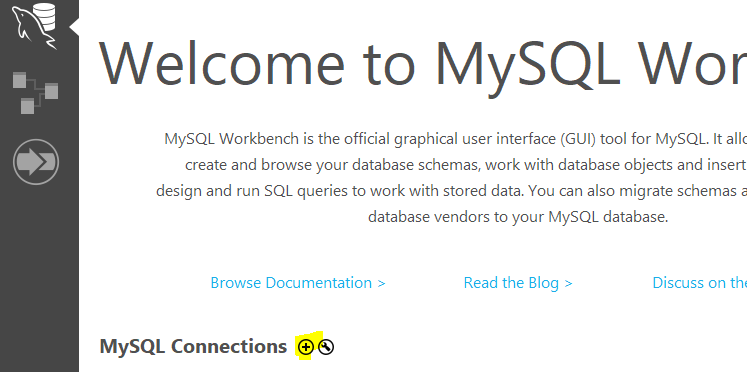 Welcome to MySQL Wor
MySQL Workbench is the official graphical user interface (GUI) tool for MySQL. It allo
create and browse your database schemas, work with database objects and insert
design and run SQL queries to work with stored data. You can also migrate schemas a
database vendors to your MySQL database.
Browse Documentation > Read the Blog > Discuss on the
MySQL Connections